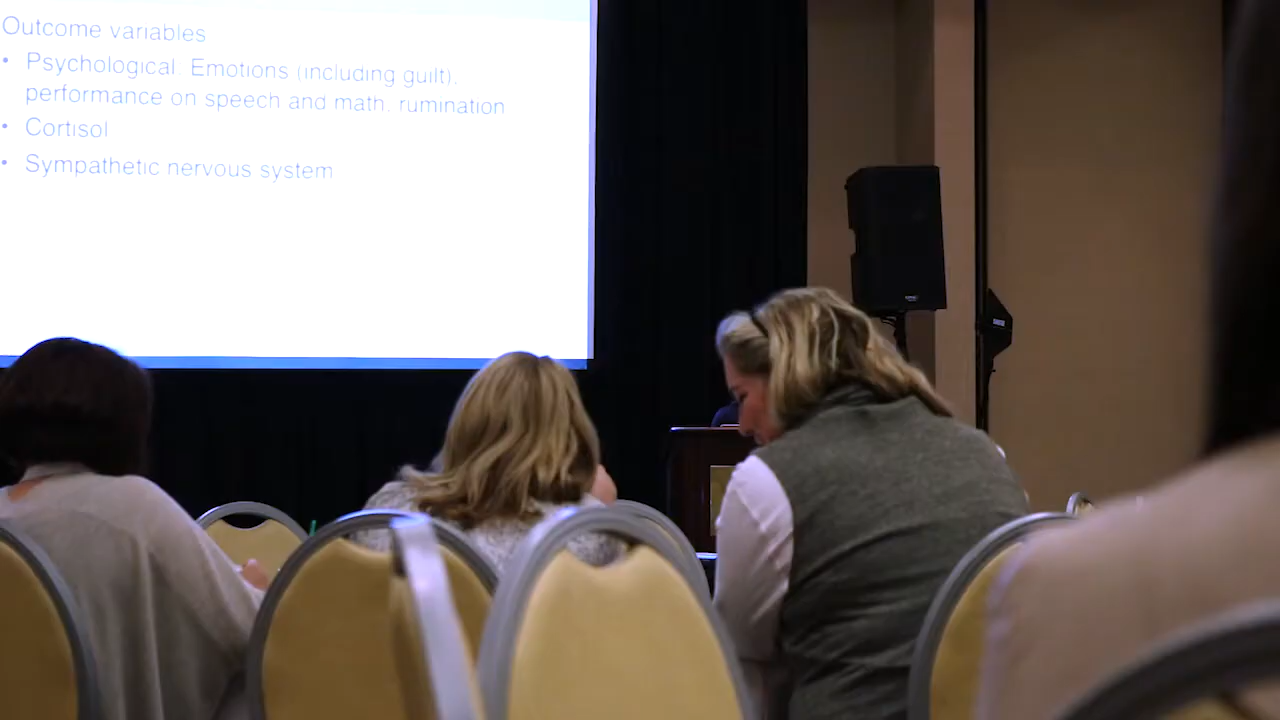 Outcome variables
• Psychological: Emotions (including guilt),
performance on speech and math, rumination
• Cortisol
• Sympathetic nervous system